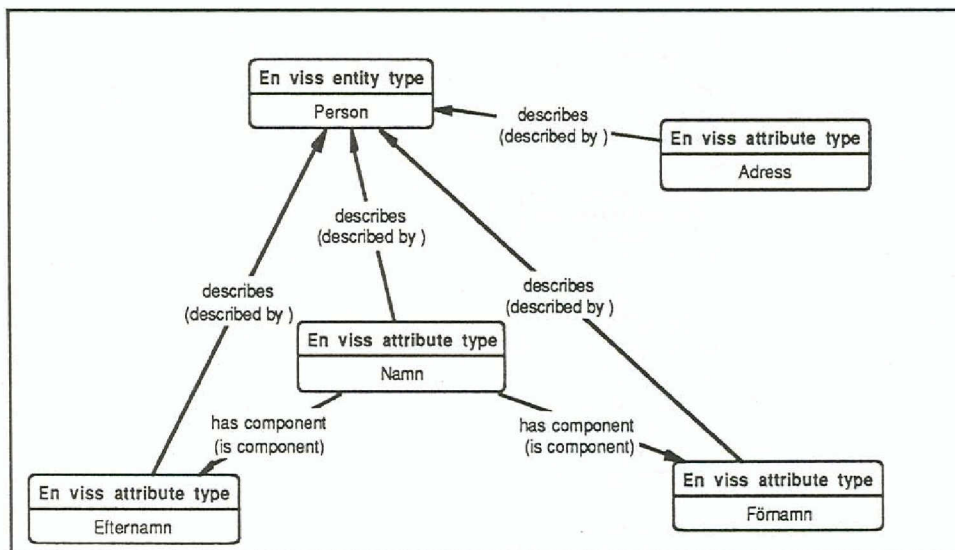 En viss entity type
Person
describes
(described by )
En viss attribute type
Adress
describes
(described by )
describes
(described by )
describes
(described by )
En viss attribute type
Namn
has component
(is component)
has component
(is component)
En viss attribute type
Efternamn
En viss attribute type
Förnamn